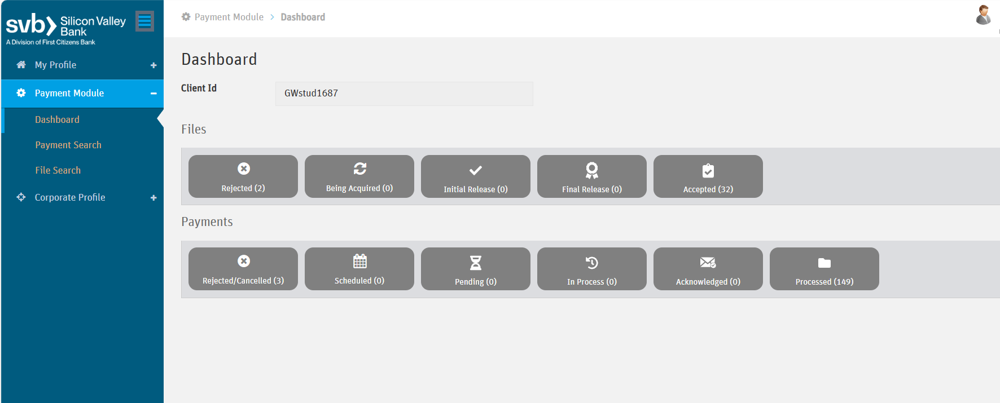 svb Silicon Valley Bank
A Division of First Citizens Bank
My Profile
Payment Module
Dashboard
Payment Search
File Search
Corporate Profile
Payment Module > Dashboard
Dashboard
Client Id GWstud1687
Files
Rejected (2) Being Acquired (0) Initial Release (0) Final Release (0) Accepted (32)
Payments
Rejected/Cancelled (3) Scheduled (0) Pending (0) In Process (0) Acknowledged (0) Processed (149)